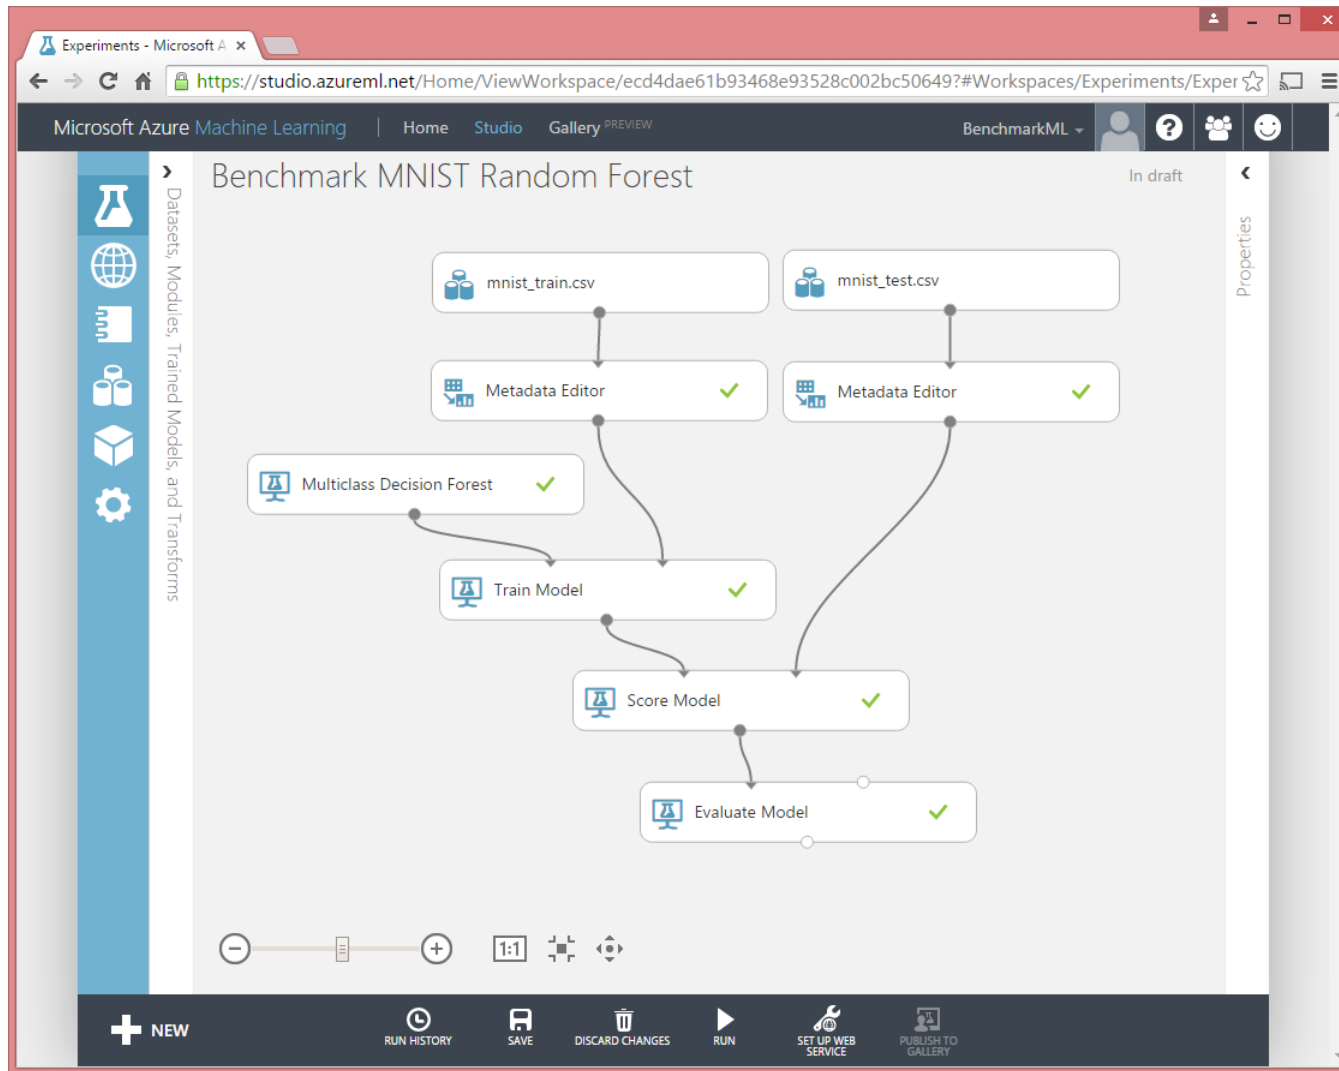 Experiments - Microsoft A
https://studio.azureml.net/Home/ViewWorkspace/ecd4dae61b93468e93528c002bc50649?#Workspaces/Experiments/Exper
Microsoft Azure Machine Learning | Home Studio Gallery PREVIEW BenchmarkML
Benchmark MNIST Random Forest
In draft
Datasets, Modules, Trained Models, and Transforms
Properties
mnist_train.csv
mnist_test.csv
Metadata Editor
Metadata Editor
Multiclass Decision Forest
Train Model
Score Model
Evaluate Model
1:1
NEW
RUN HISTORY
SAVE
DISCARD CHANGES
RUN
SET UP WEB
SERVICE
PUBLISH TO
GALLERY